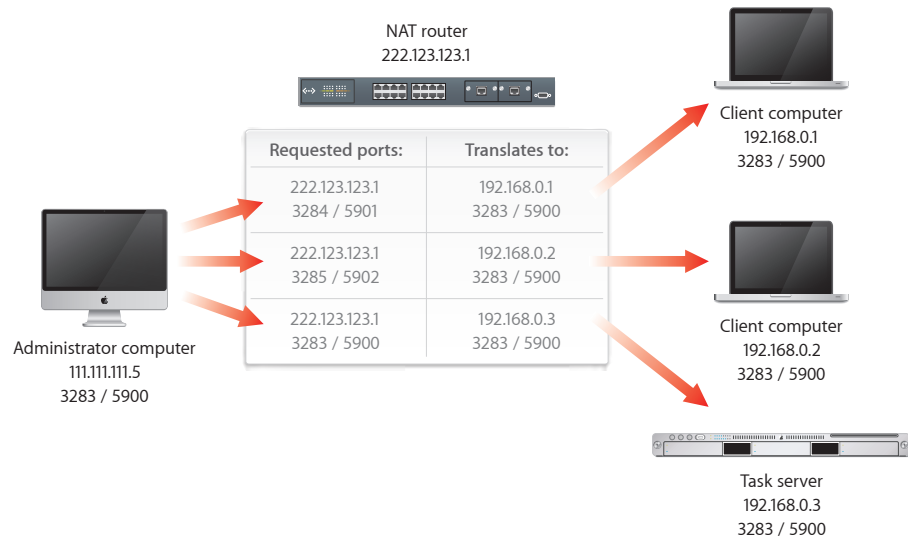 NAT router
222.123.123.1
Requested ports:
Translates to:
222.123.123.1
3284 / 5901
192.168.0.1
3283 / 5900
222.123.123.1
3285 / 5902
192.168.0.2
3283 / 5900
222.123.123.1
3283 / 5900
192.168.0.3
3283 / 5900
Administrator computer
111.111.111.5
3283 / 5900
Client computer
192.168.0.1
3283 / 5900
Client computer
192.168.0.2
3283 / 5900
Task server
192.168.0.3
3283 / 5900